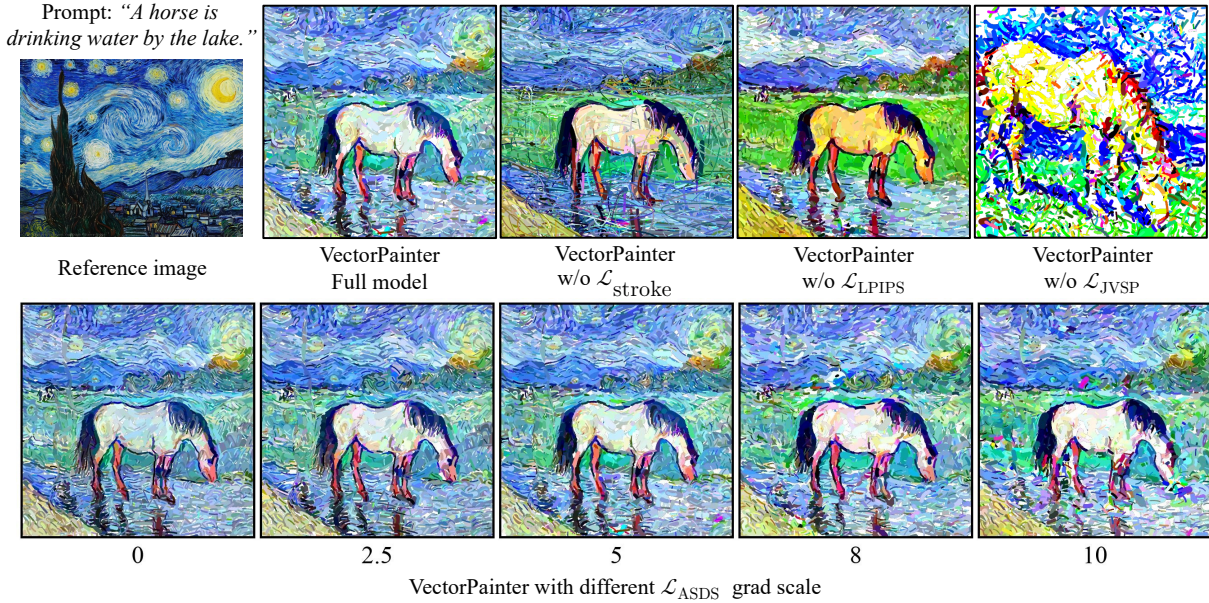 Prompt: “A horse is
drinking water by the lake.”
Reference image
VectorPainter
Full model
VectorPainter
w/o ℒstroke
VectorPainter
w/o ℒLPIPS
VectorPainter
w/o ℒJVSP
0
2.5
5
8
10
VectorPainter with different ℒASDS grad scale